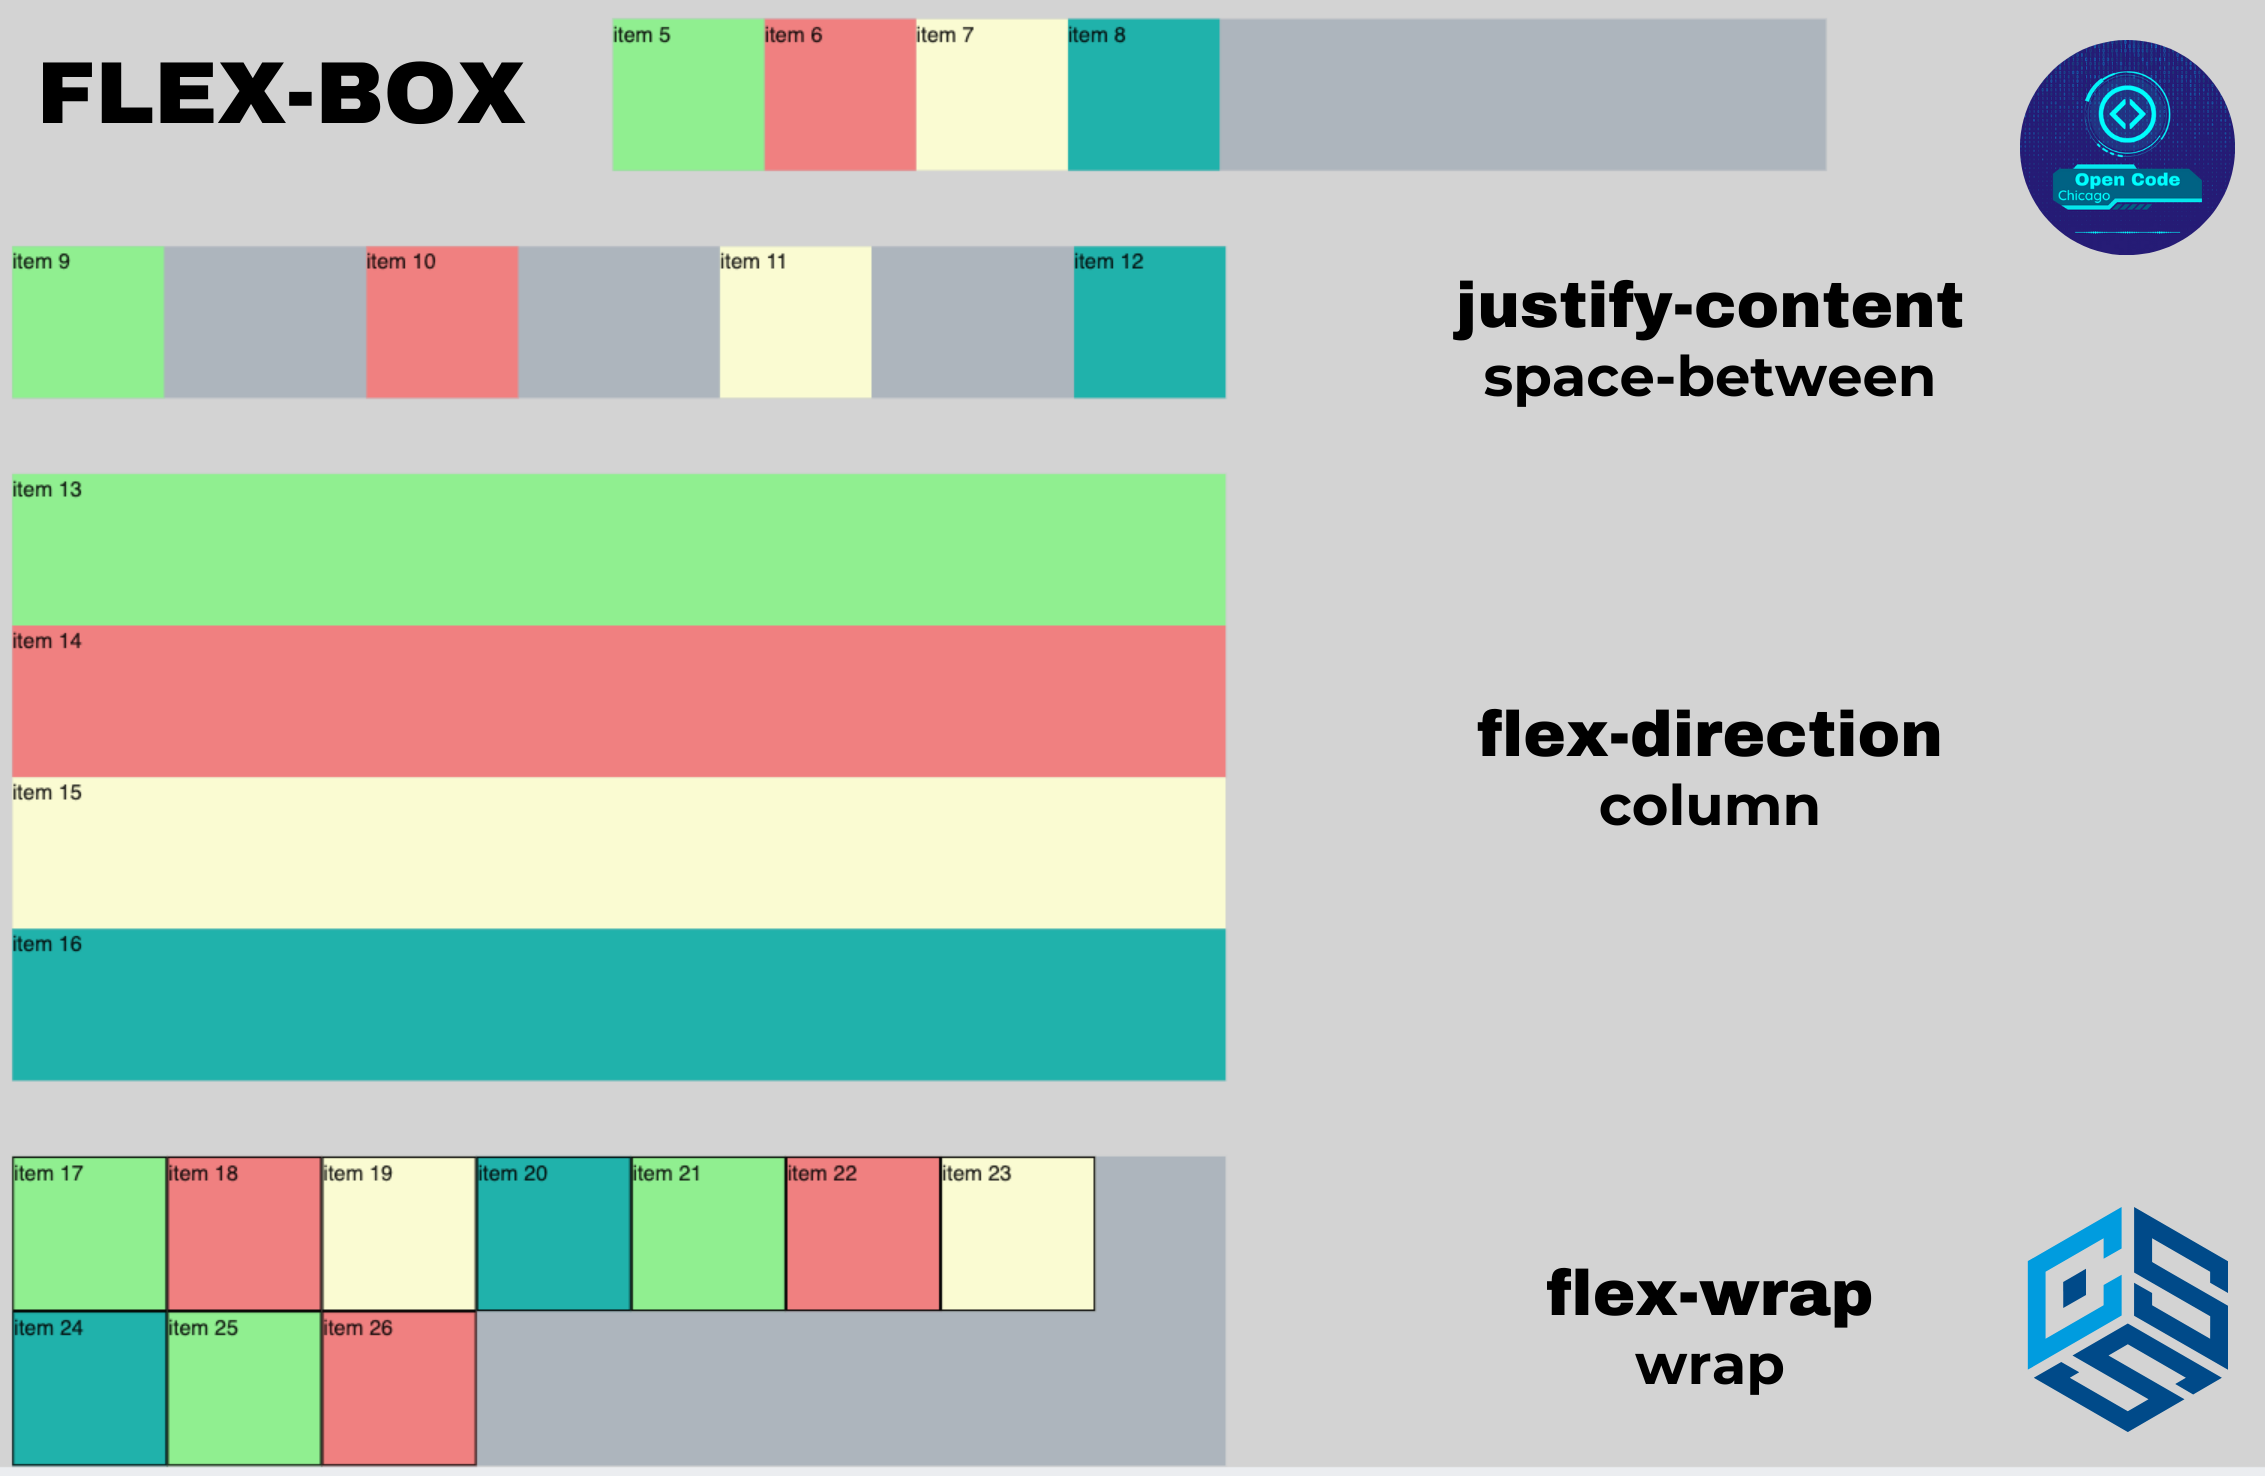 FLEX-BOX
item 5 item 6 item 7 item 8
Open Code
Chicago
item 9 item 10 item 11 item 12
justify-content
space-between
item 13
item 14
item 15
item 16
flex-direction
column
item 17 item 18 item 19 item 20 item 21 item 22 item 23
item 24 item 25 item 26
flex-wrap
wrap
CSS